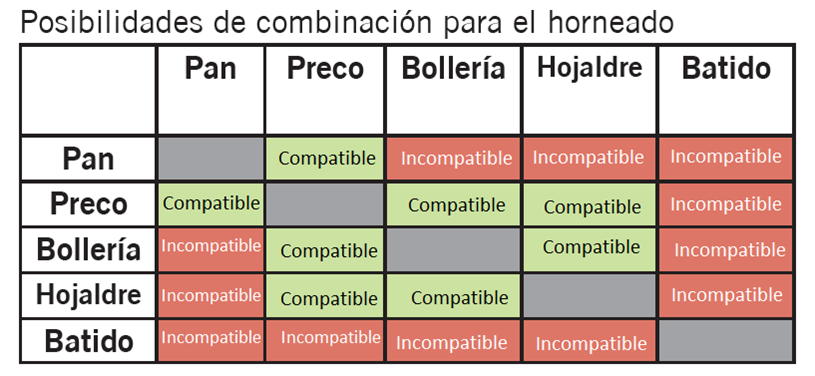 Posibilidades de combinación para el horneado
Pan Preco Bollería Hojaldre Batido
Pan Compatible Incompatible Incompatible Incompatible
Preco Compatible Compatible Compatible Incompatible
Bollería Incompatible Compatible Compatible Incompatible
Hojaldre Incompatible Compatible Compatible Incompatible
Batido Incompatible Incompatible Incompatible Incompatible